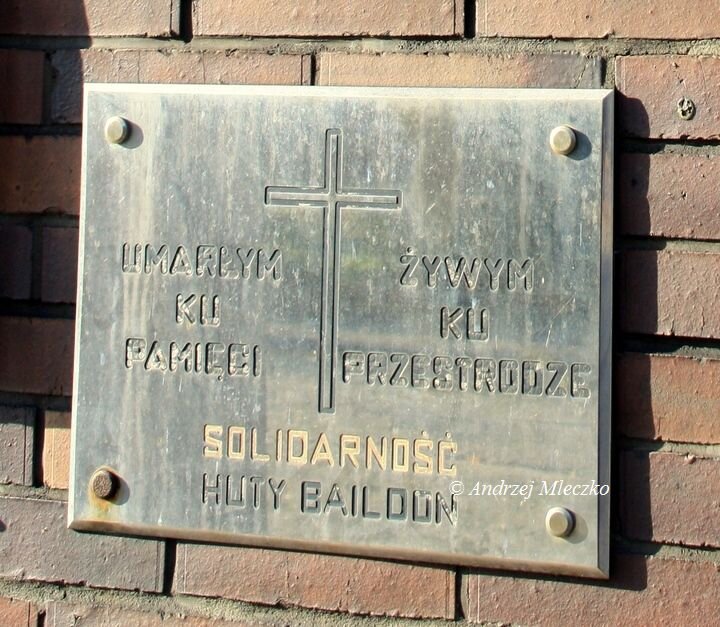 UMARŁYM
KU
PAMIĘCI
ŻYWYM
KU
PRZESTRODZE
SOLIDARNOŚĆ
HUTY BAILDON
© Andrzej Mleczko